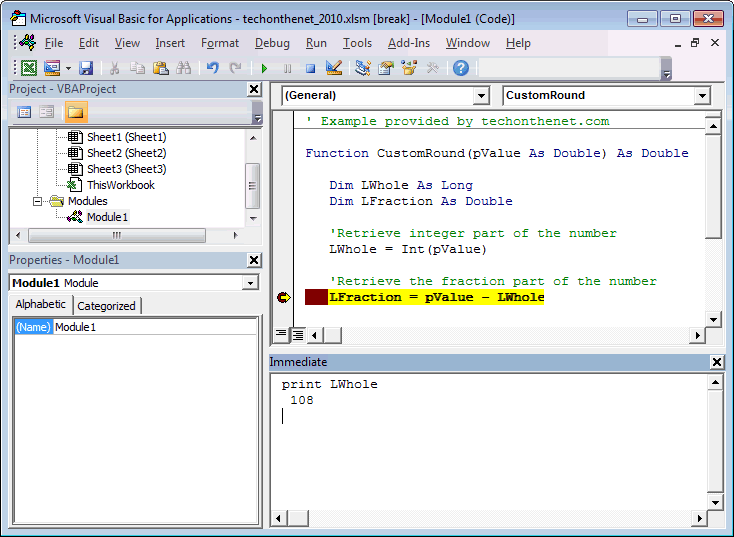 Microsoft Visual Basic for Applications - techonthenet_2010.xlsm [break] - [Module1 (Code)]
File Edit View Insert Format Debug Run Tools Add-Ins Window Help
Project - VBAProject
Sheet1 (Sheet1)
Sheet2 (Sheet2)
Sheet3 (Sheet3)
ThisWorkbook
Modules
Module1
Properties - Module1
Module1 Module
Alphabetic Categorized
(Name) Module1
(General) CustomRound
' Example provided by techonthenet.com
Function CustomRound(pValue As Double) As Double
Dim LWhole As Long
Dim LFraction As Double
'Retrieve integer part of the number
LWhole = Int(pValue)
'Retrieve the fraction part of the number
LFraction = pValue - LWhole
Immediate
print LWhole
108